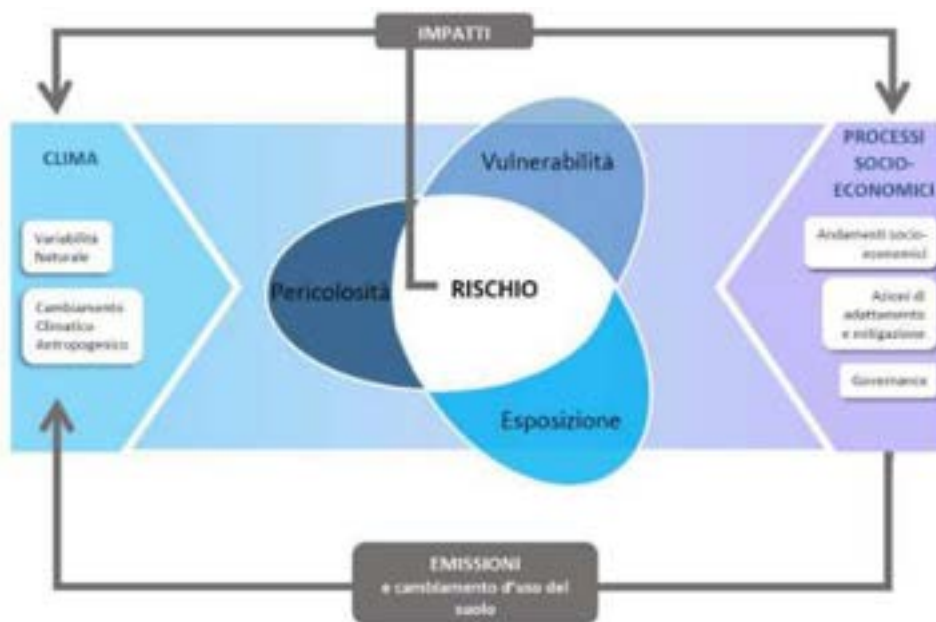 IMPATTI
CLIMA
Variabilità
Naturale
Cambiamento
Climatico
Antropogenico
Vulnerabilità
Pericolosità
RISCHIO
Esposizione
PROCESSI
SOCIO-
ECONOMICI
Andamenti socio-
economici
Azioni di
adattamento
e mitigazione
Governance
EMISSIONI
e cambiamento d'uso del
suolo